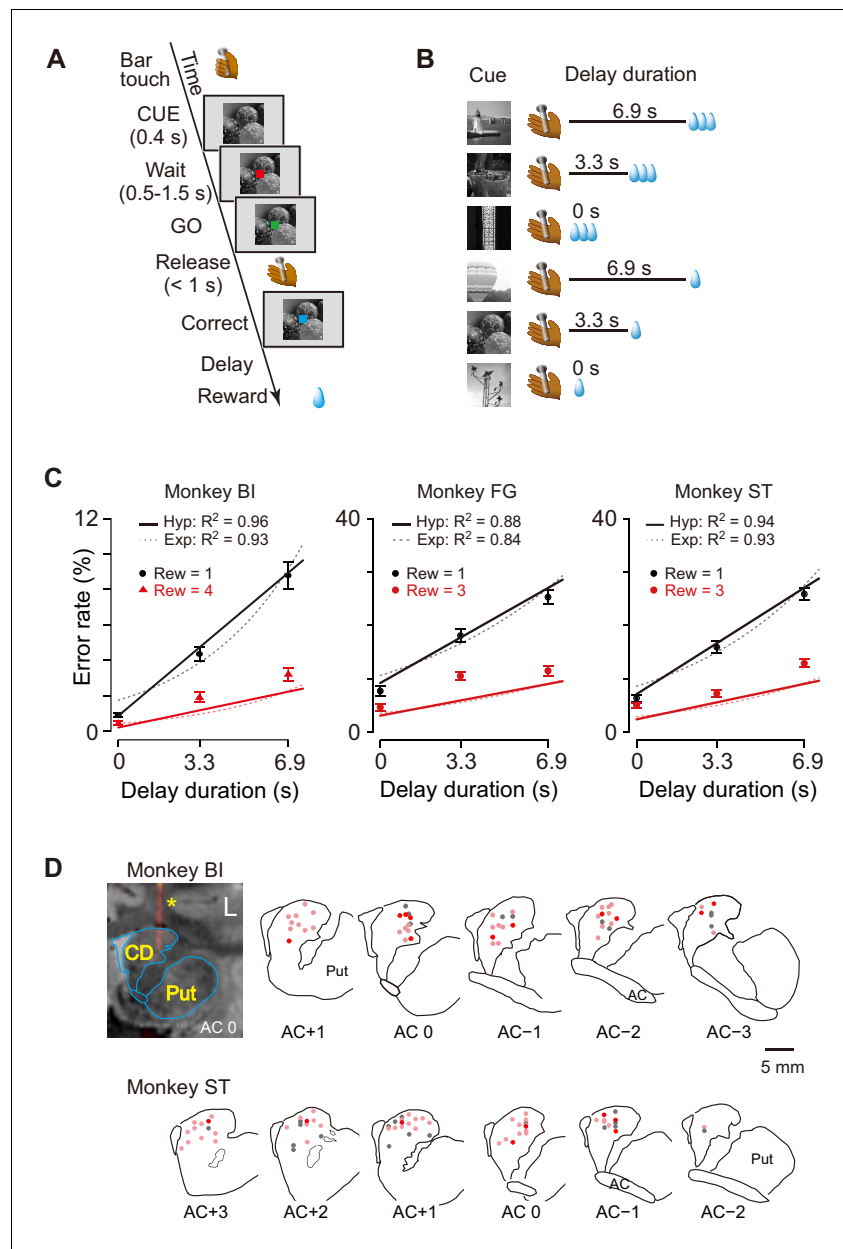 A
Bar
touch
Time
CUE
(0.4 s)
Wait
(0.5-1.5 s)
GO
Release
(< 1 s)
Correct
Delay
Reward
B
Cue Delay duration
6.9 s
3.3 s
0 s
6.9 s
3.3 s
0 s
C
Monkey BI
12
Hyp: R² = 0.96
Exp: R² = 0.93
Rew = 1
Rew = 4
Error rate (%)
0
0 3.3 6.9
Delay duration (s)
Monkey FG
40
Hyp: R² = 0.88
Exp: R² = 0.84
Rew = 1
Rew = 3
0
0 3.3 6.9
Delay duration (s)
Monkey ST
40
Hyp: R² = 0.94
Exp: R² = 0.93
Rew = 1
Rew = 3
0
0 3.3 6.9
Delay duration (s)
D
Monkey BI
* L
CD
Put
AC 0
Put
AC
AC+1 AC 0 AC−1 AC−2 AC−3
5 mm
Monkey ST
Put
AC
AC+3 AC+2 AC+1 AC 0 AC−1 AC−2